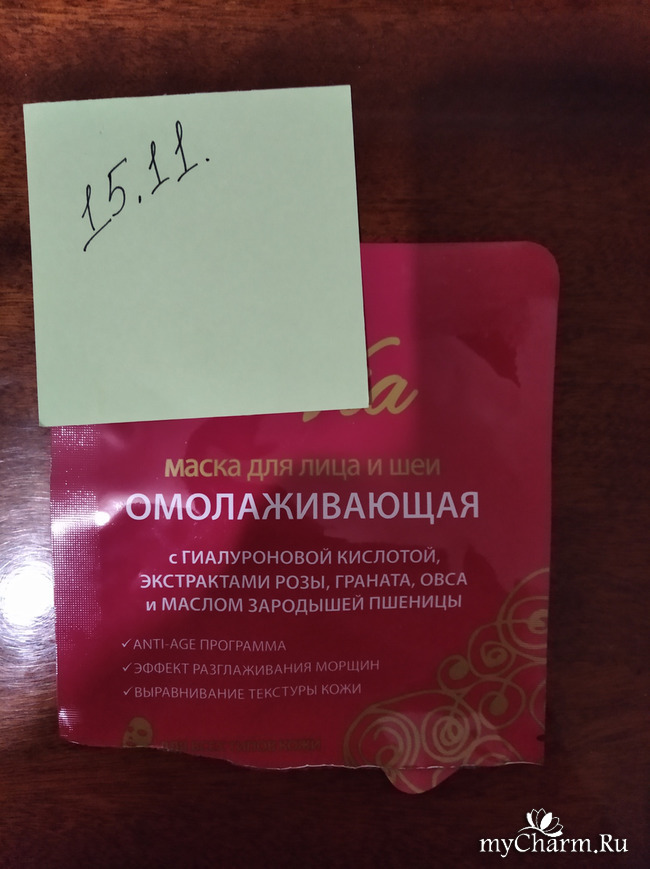 15.11.
маска для лица и шеи
ОМОЛАЖИВАЮЩАЯ
с ГИАЛУРОНОВОЙ КИСЛОТОЙ,
ЭКСТРАКТАМИ РОЗЫ, ГРАНАТА, ОВСА
и МАСЛОМ ЗАРОДЫШЕЙ ПШЕНИЦЫ
✓ ANTI-AGE ПРОГРАММА
✓ ЭФФЕКТ РАЗГЛАЖИВАНИЯ МОРЩИН
✓ ВЫРАВНИВАНИЕ ТЕКСТУРЫ КОЖИ
myCharm.Ru